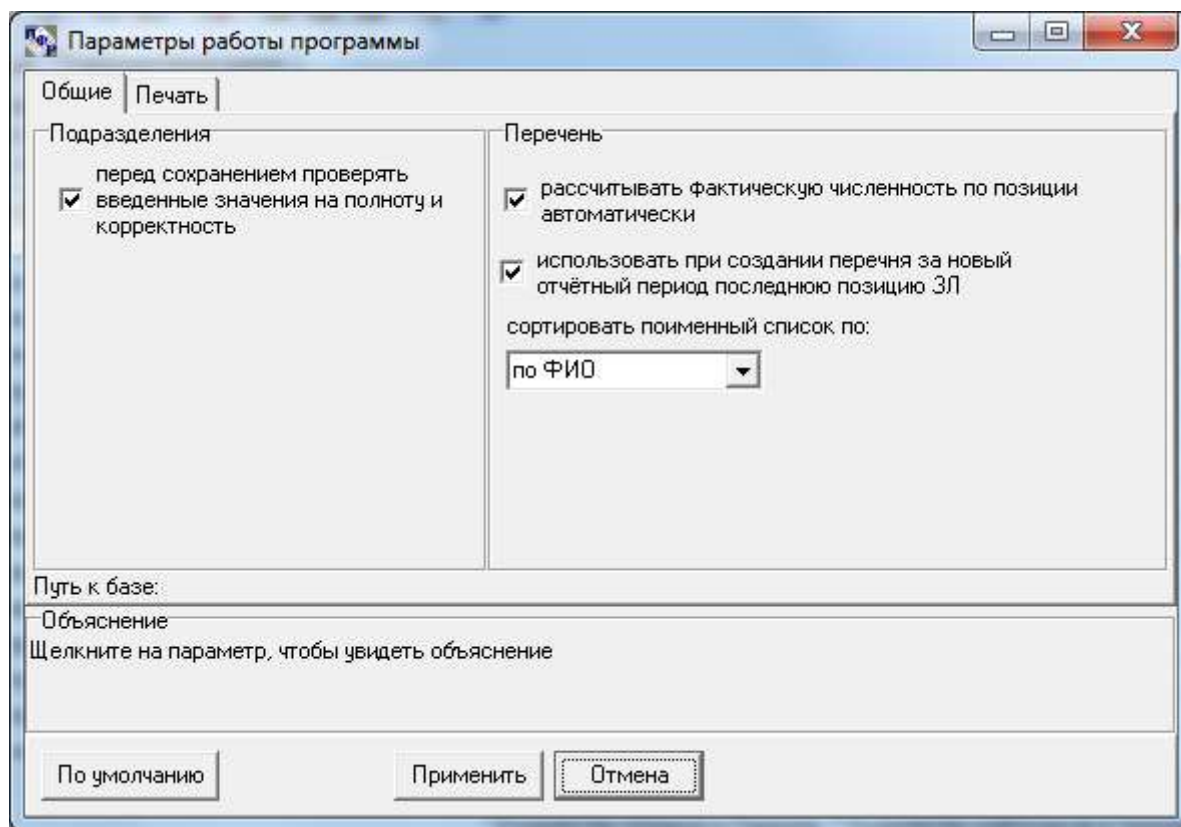 Параметры работы программы
Общие
Печать
Подразделения
перед сохранением проверять
введенные значения на полноту и
корректность
Перечень
рассчитывать фактическую численность по позиции
автоматически
использовать при создании перечня за новый
отчётный период последнюю позицию ЗЛ
сортировать поименный список по:
по ФИО
Путь к базе:
Объяснение
Щелкните на параметр, чтобы увидеть объяснение
По умолчанию
Применить
Отмена